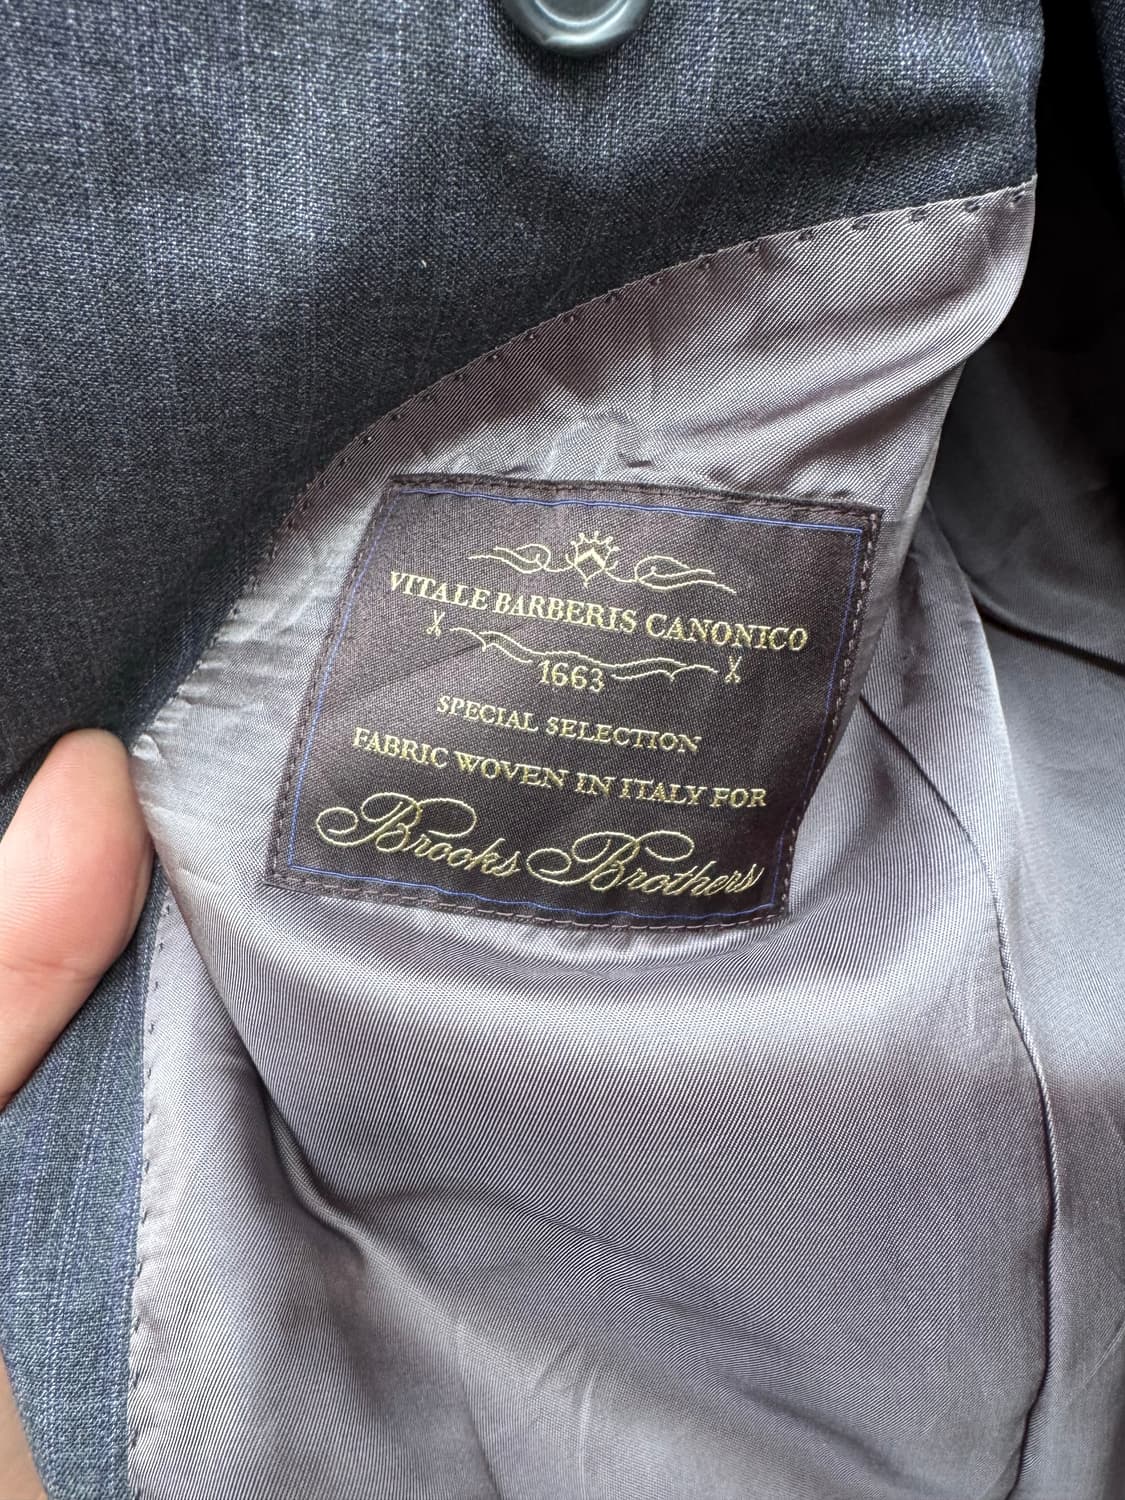 VITALE BARBERIS CANONICO
1663
SPECIAL SELECTION
FABRIC WOVEN IN ITALY FOR
Brooks Brothers